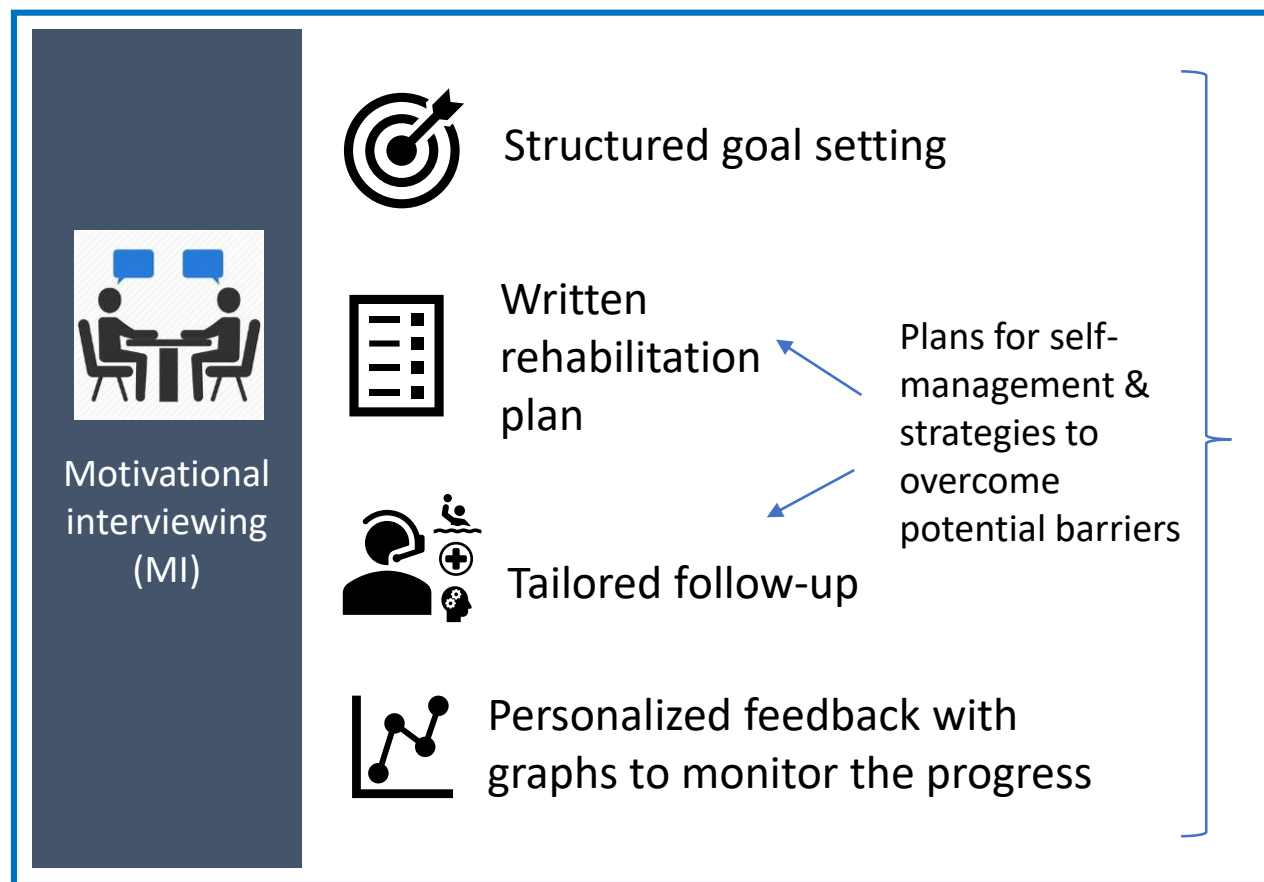 Motivational
interviewing
(MI)
Structured goal setting
Written
rehabilitation
plan
Plans for self-
management &
strategies to
overcome
potential barriers
Tailored follow-up
Personalized feedback with
graphs to monitor the progress